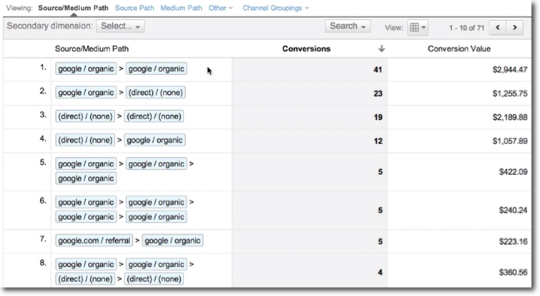 Viewing: Source/Medium Path Source Path Medium Path Other Channel Groupings
Secondary dimension: Select... Search View: 1 - 10 of 71
Source/Medium Path Conversions Conversion Value
1. google / organic > google / organic 41 $2,944.47
2. google / organic > (direct) / (none) 23 $1,255.75
3. (direct) / (none) > (direct) / (none) 19 $2,189.88
4. (direct) / (none) > google / organic 12 $1,057.89
5. google / organic > google / organic >
google / organic 5 $422.09
6. google / organic > google / organic >
google / organic > google / organic 5 $240.24
7. google.com / referral > google / organic 5 $223.16
8. google / organic > google / organic >
(direct) / (none) > (direct) / (none) 4 $360.56